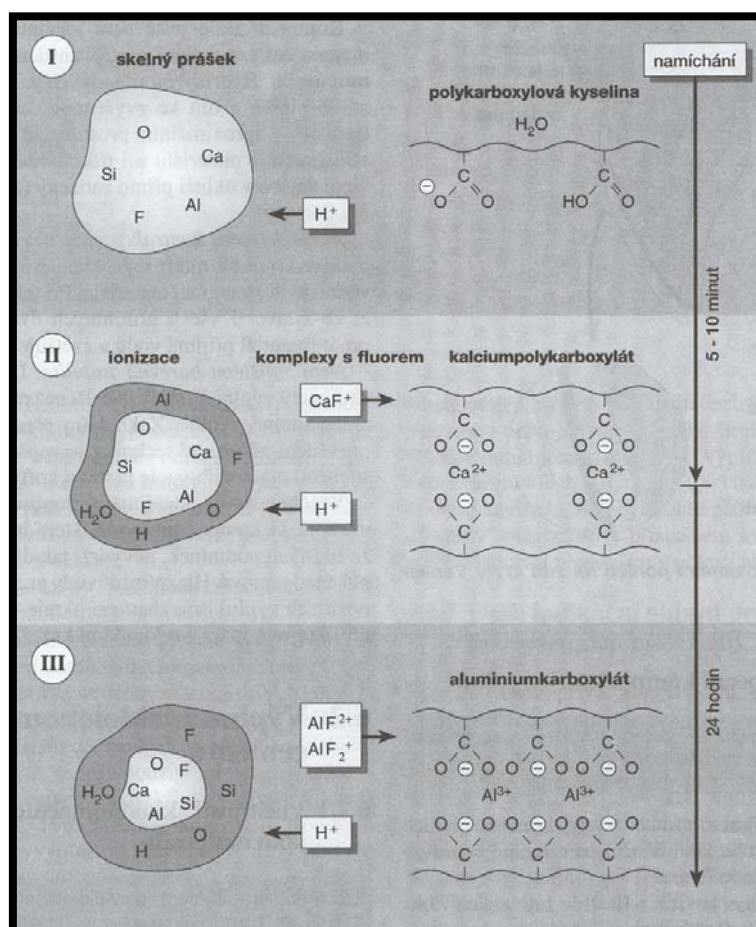 I
skelný prášek
namíchání
polykarboxylová kyselina
H₂O
O
Ca
Si
Al
F
H⁺
⊖
C
O
O
C
HO
O
5 - 10 minut
II
ionizace
komplexy s fluorem
kalciumpolykarboxylát
Al
O
Si
Ca
F
Al
F
O
H₂O
H
CaF⁺
H⁺
C C
O ⊖ O O ⊖ O
Ca²⁺ Ca²⁺
O ⊖ O O ⊖ O
C C
III
aluminiumkarboxylát
24 hodin
F
O
F
H₂O
Ca
Si
Si
Al
O
H
AlF²⁺
AlF₂⁺
H⁺
C C C
O ⊖ O O ⊖ O O ⊖ O
Al³⁺ Al³⁺
O ⊖ O O ⊖ O O ⊖ O
C C C